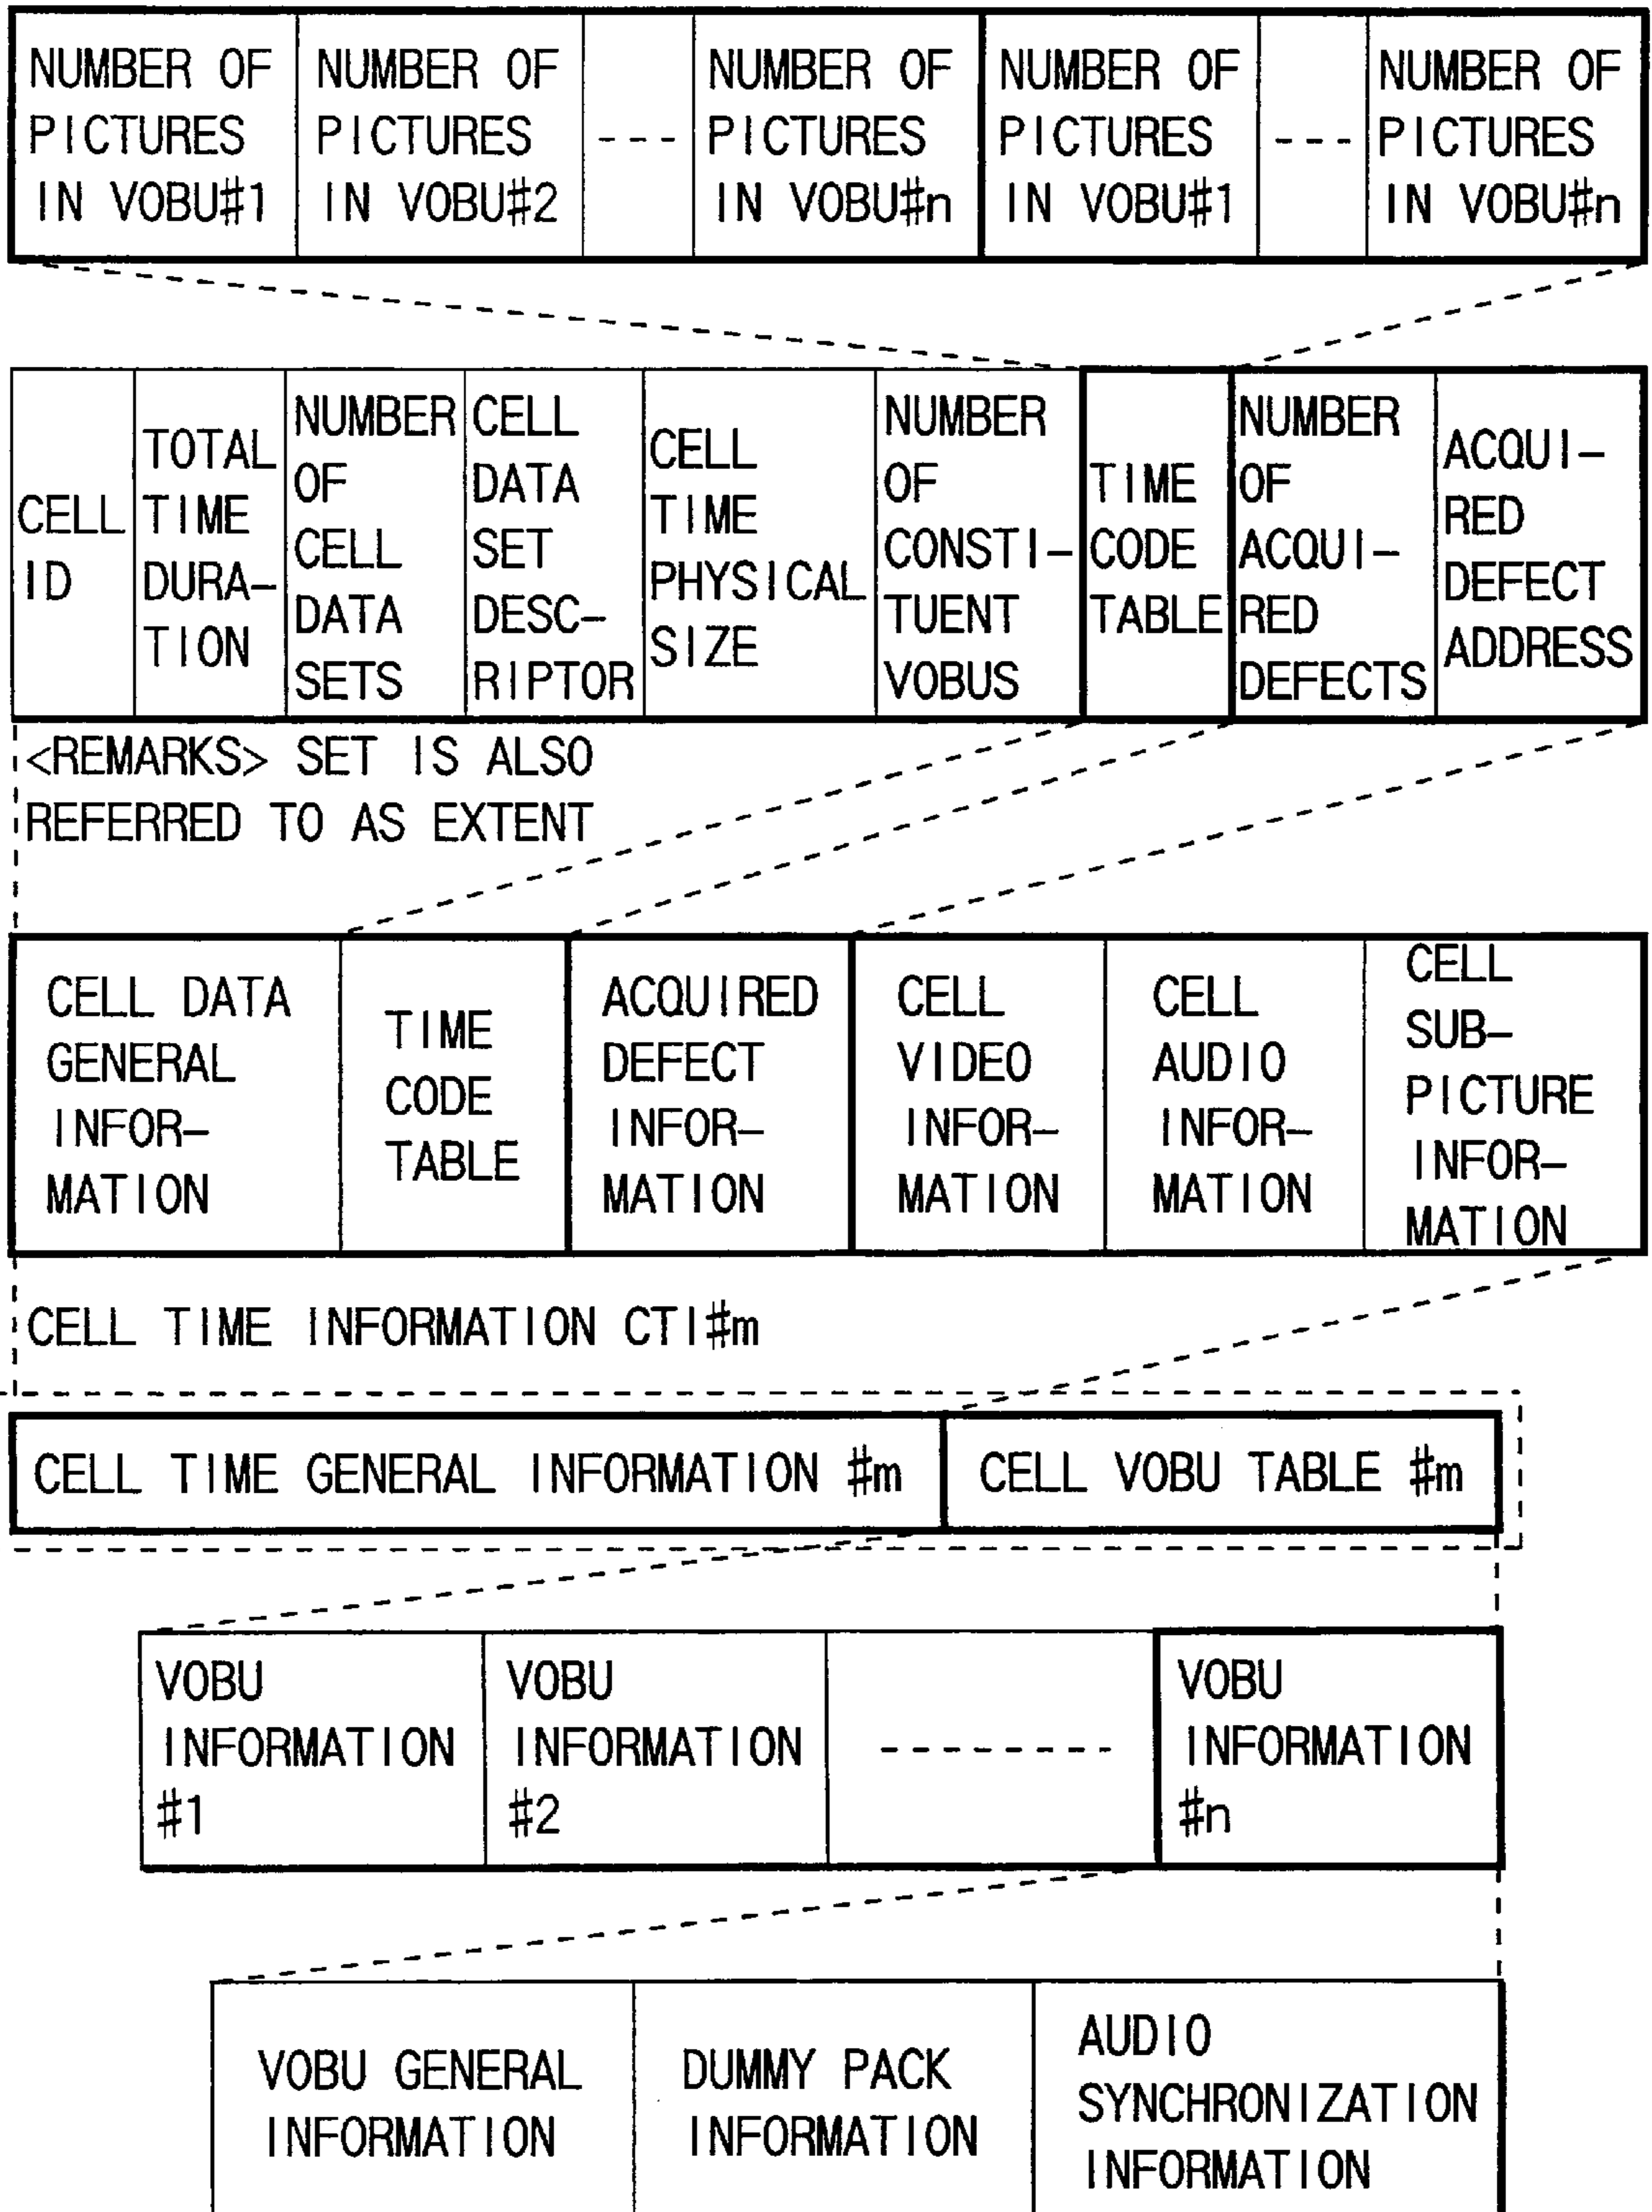 NUMBER OF
PICTURES
IN VOBU#1
NUMBER OF
PICTURES
IN VOBU#2
---
NUMBER OF
PICTURES
IN VOBU#n
NUMBER OF
PICTURES
IN VOBU#1
---
NUMBER OF
PICTURES
IN VOBU#n
CELL
ID
TOTAL
TIME
DURA-
TION
NUMBER
OF
CELL
DATA
SETS
CELL
DATA
SET
DESC-
RIPTOR
CELL
TIME
PHYSICAL
SIZE
NUMBER
OF
CONSTI-
TUENT
VOBUS
TIME
CODE
TABLE
NUMBER
OF
ACQUI-
RED
DEFECTS
ACQUI-
RED
DEFECT
ADDRESS
<REMARKS> SET IS ALSO
REFERRED TO AS EXTENT
CELL DATA
GENERAL
INFOR-
MATION
TIME
CODE
TABLE
ACQUIRED
DEFECT
INFOR-
MATION
CELL
VIDEO
INFOR-
MATION
CELL
AUDIO
INFOR-
MATION
CELL
SUB-
PICTURE
INFOR-
MATION
CELL TIME INFORMATION CTI#m
CELL TIME GENERAL INFORMATION #m
CELL VOBU TABLE #m
VOBU
INFORMATION
#1
VOBU
INFORMATION
#2
--------
VOBU
INFORMATION
#n
VOBU GENERAL
INFORMATION
DUMMY PACK
INFORMATION
AUDIO
SYNCHRONIZATION
INFORMATION